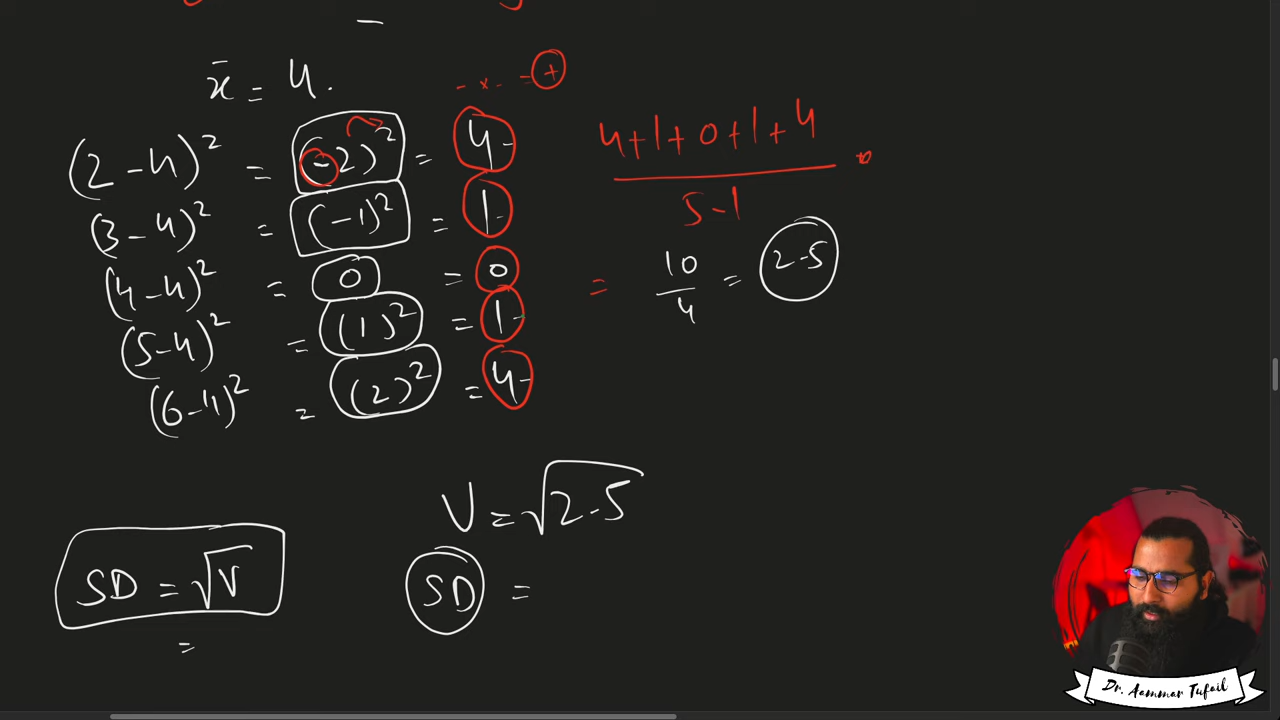 x̄ = 4.
- x - = +
(2-4)² = (-2)² = 4
(3-4)² = (-1)² = 1
(4-4)² = 0 = 0
(5-4)² = (1)² = 1
(6-4)² = (2)² = 4
4+1+0+1+4
5-1
= 10/4 = 2.5
V = √2.5
SD = √V
=
SD =
Dr. Aammar Tufail